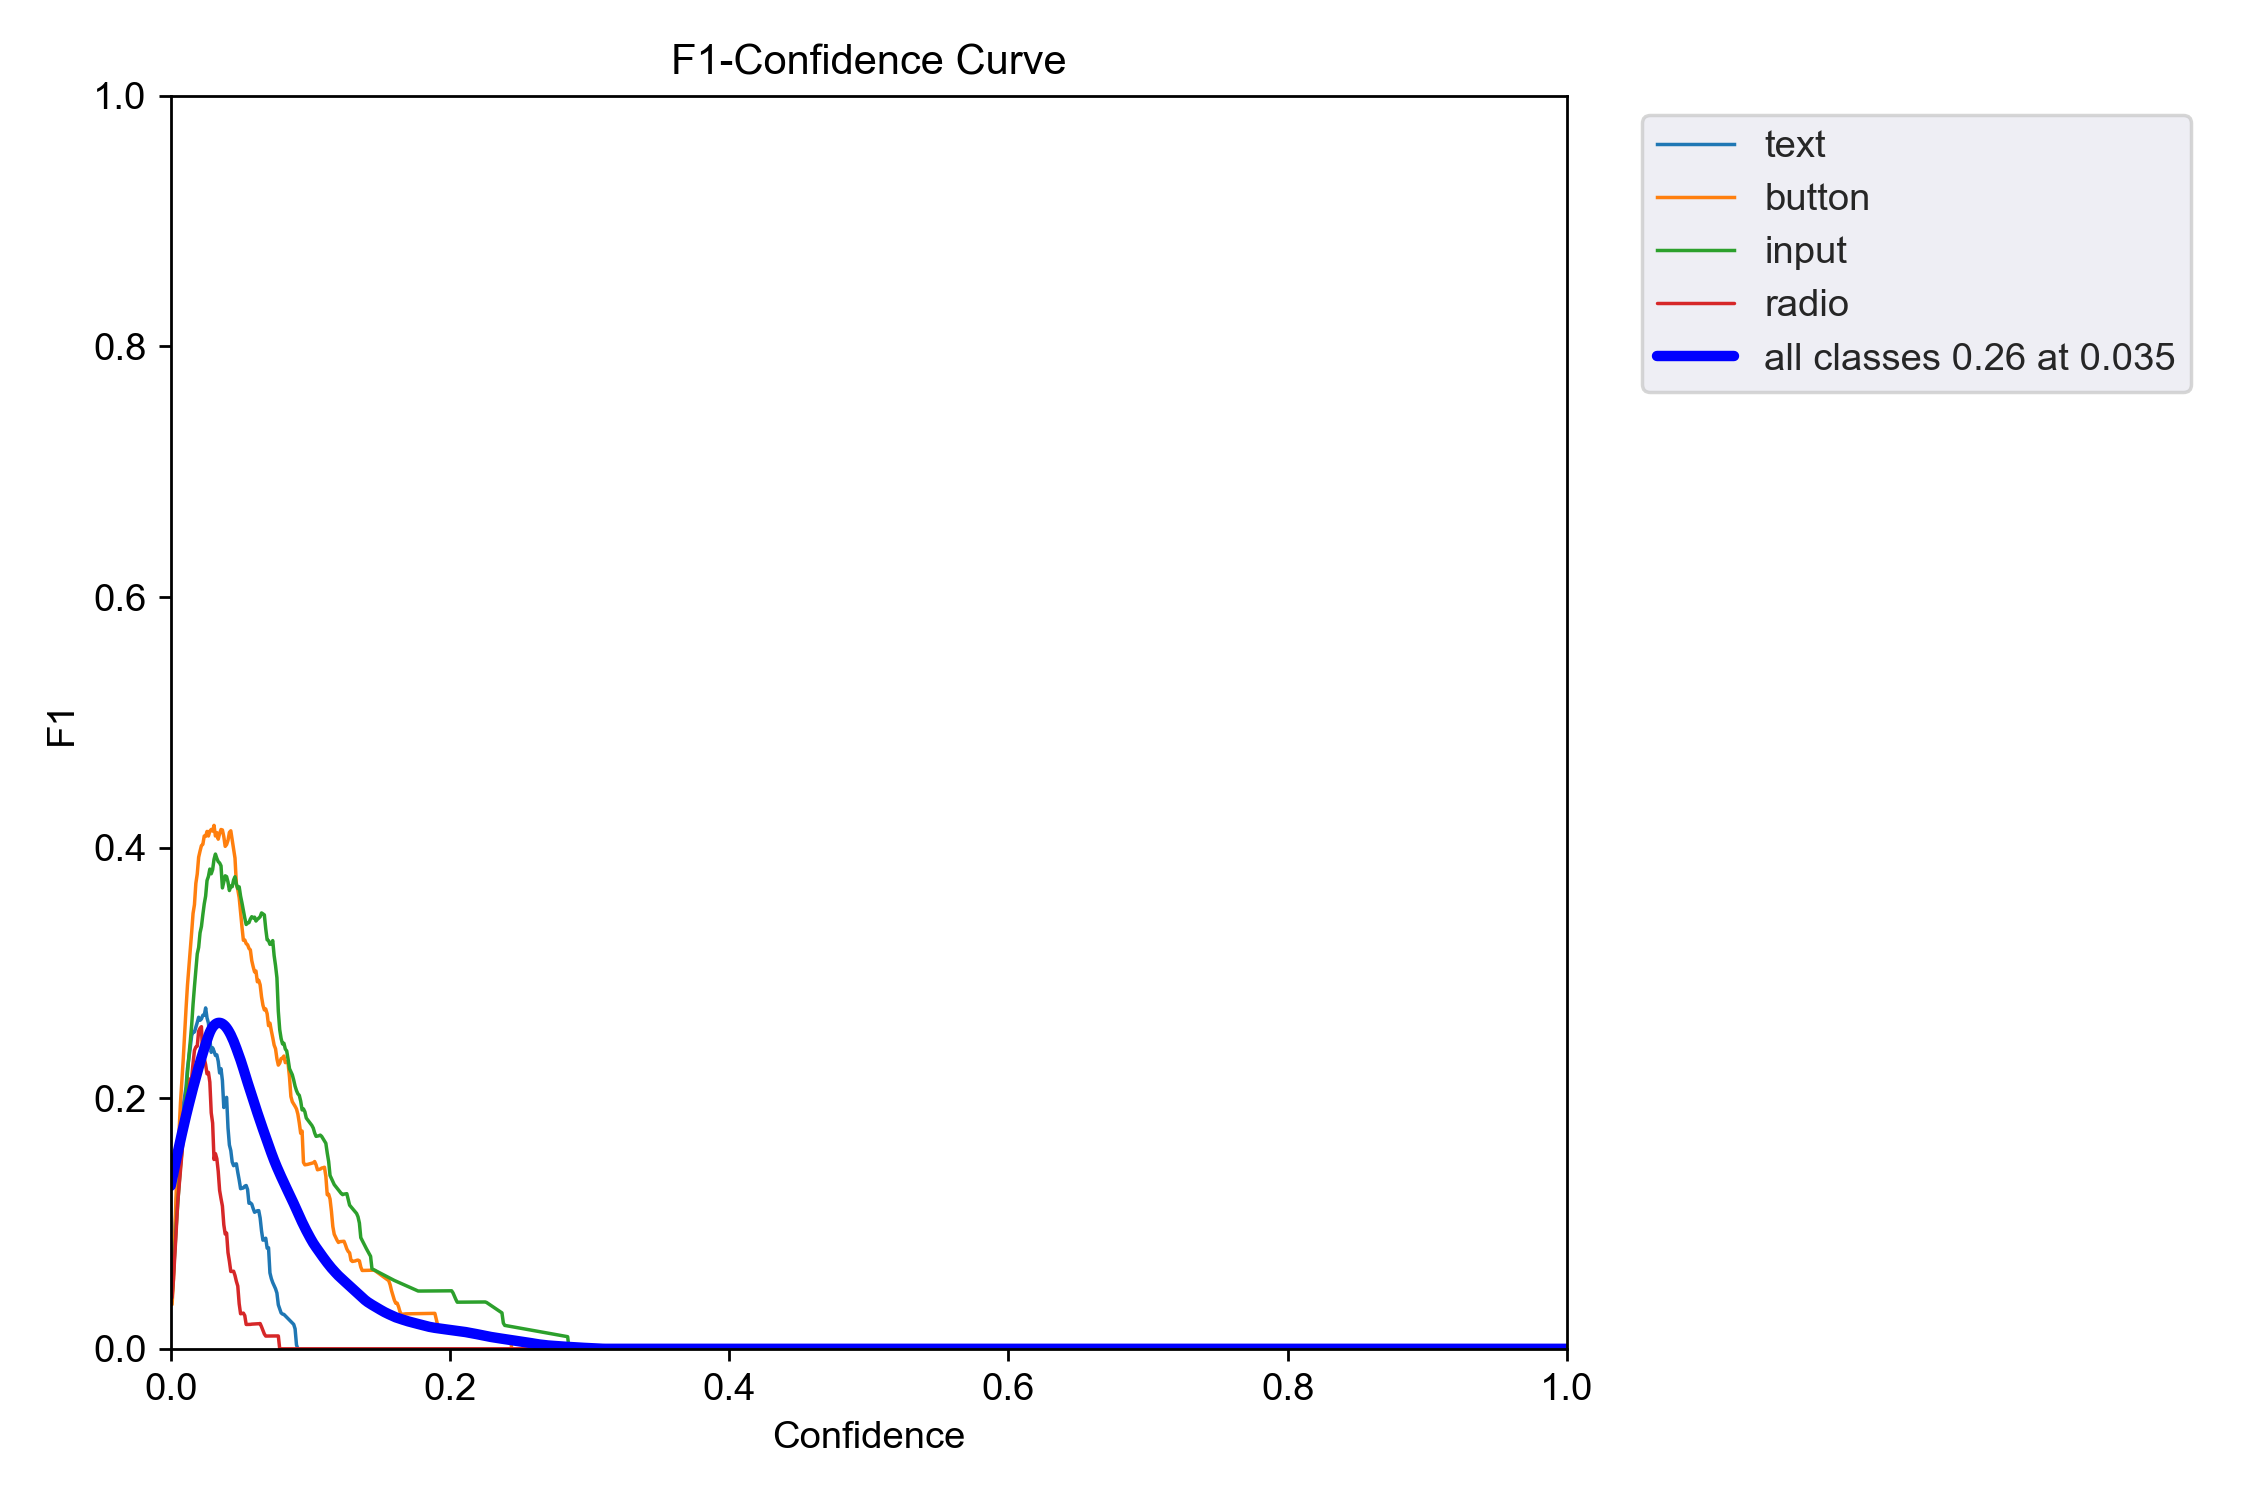 F1-Confidence Curve
1.0
0.8
0.6
0.4
0.2
0.0
F1
0.0 0.2 0.4 0.6 0.8 1.0
Confidence
text
button
input
radio
all classes 0.26 at 0.035